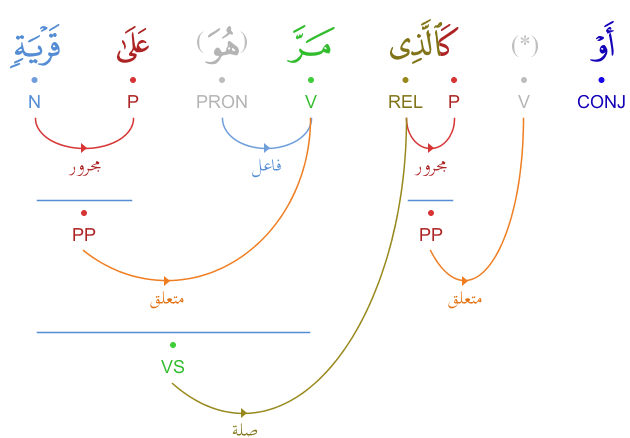 أَوْ (*) كَٱلَّذِى مَرَّ (هُوَ) عَلَىٰ قَرْيَةٍۢ
CONJ V P REL V PRON P N
مجرور فاعل مجرور
PP PP
متعلق متعلق
VS
صلة